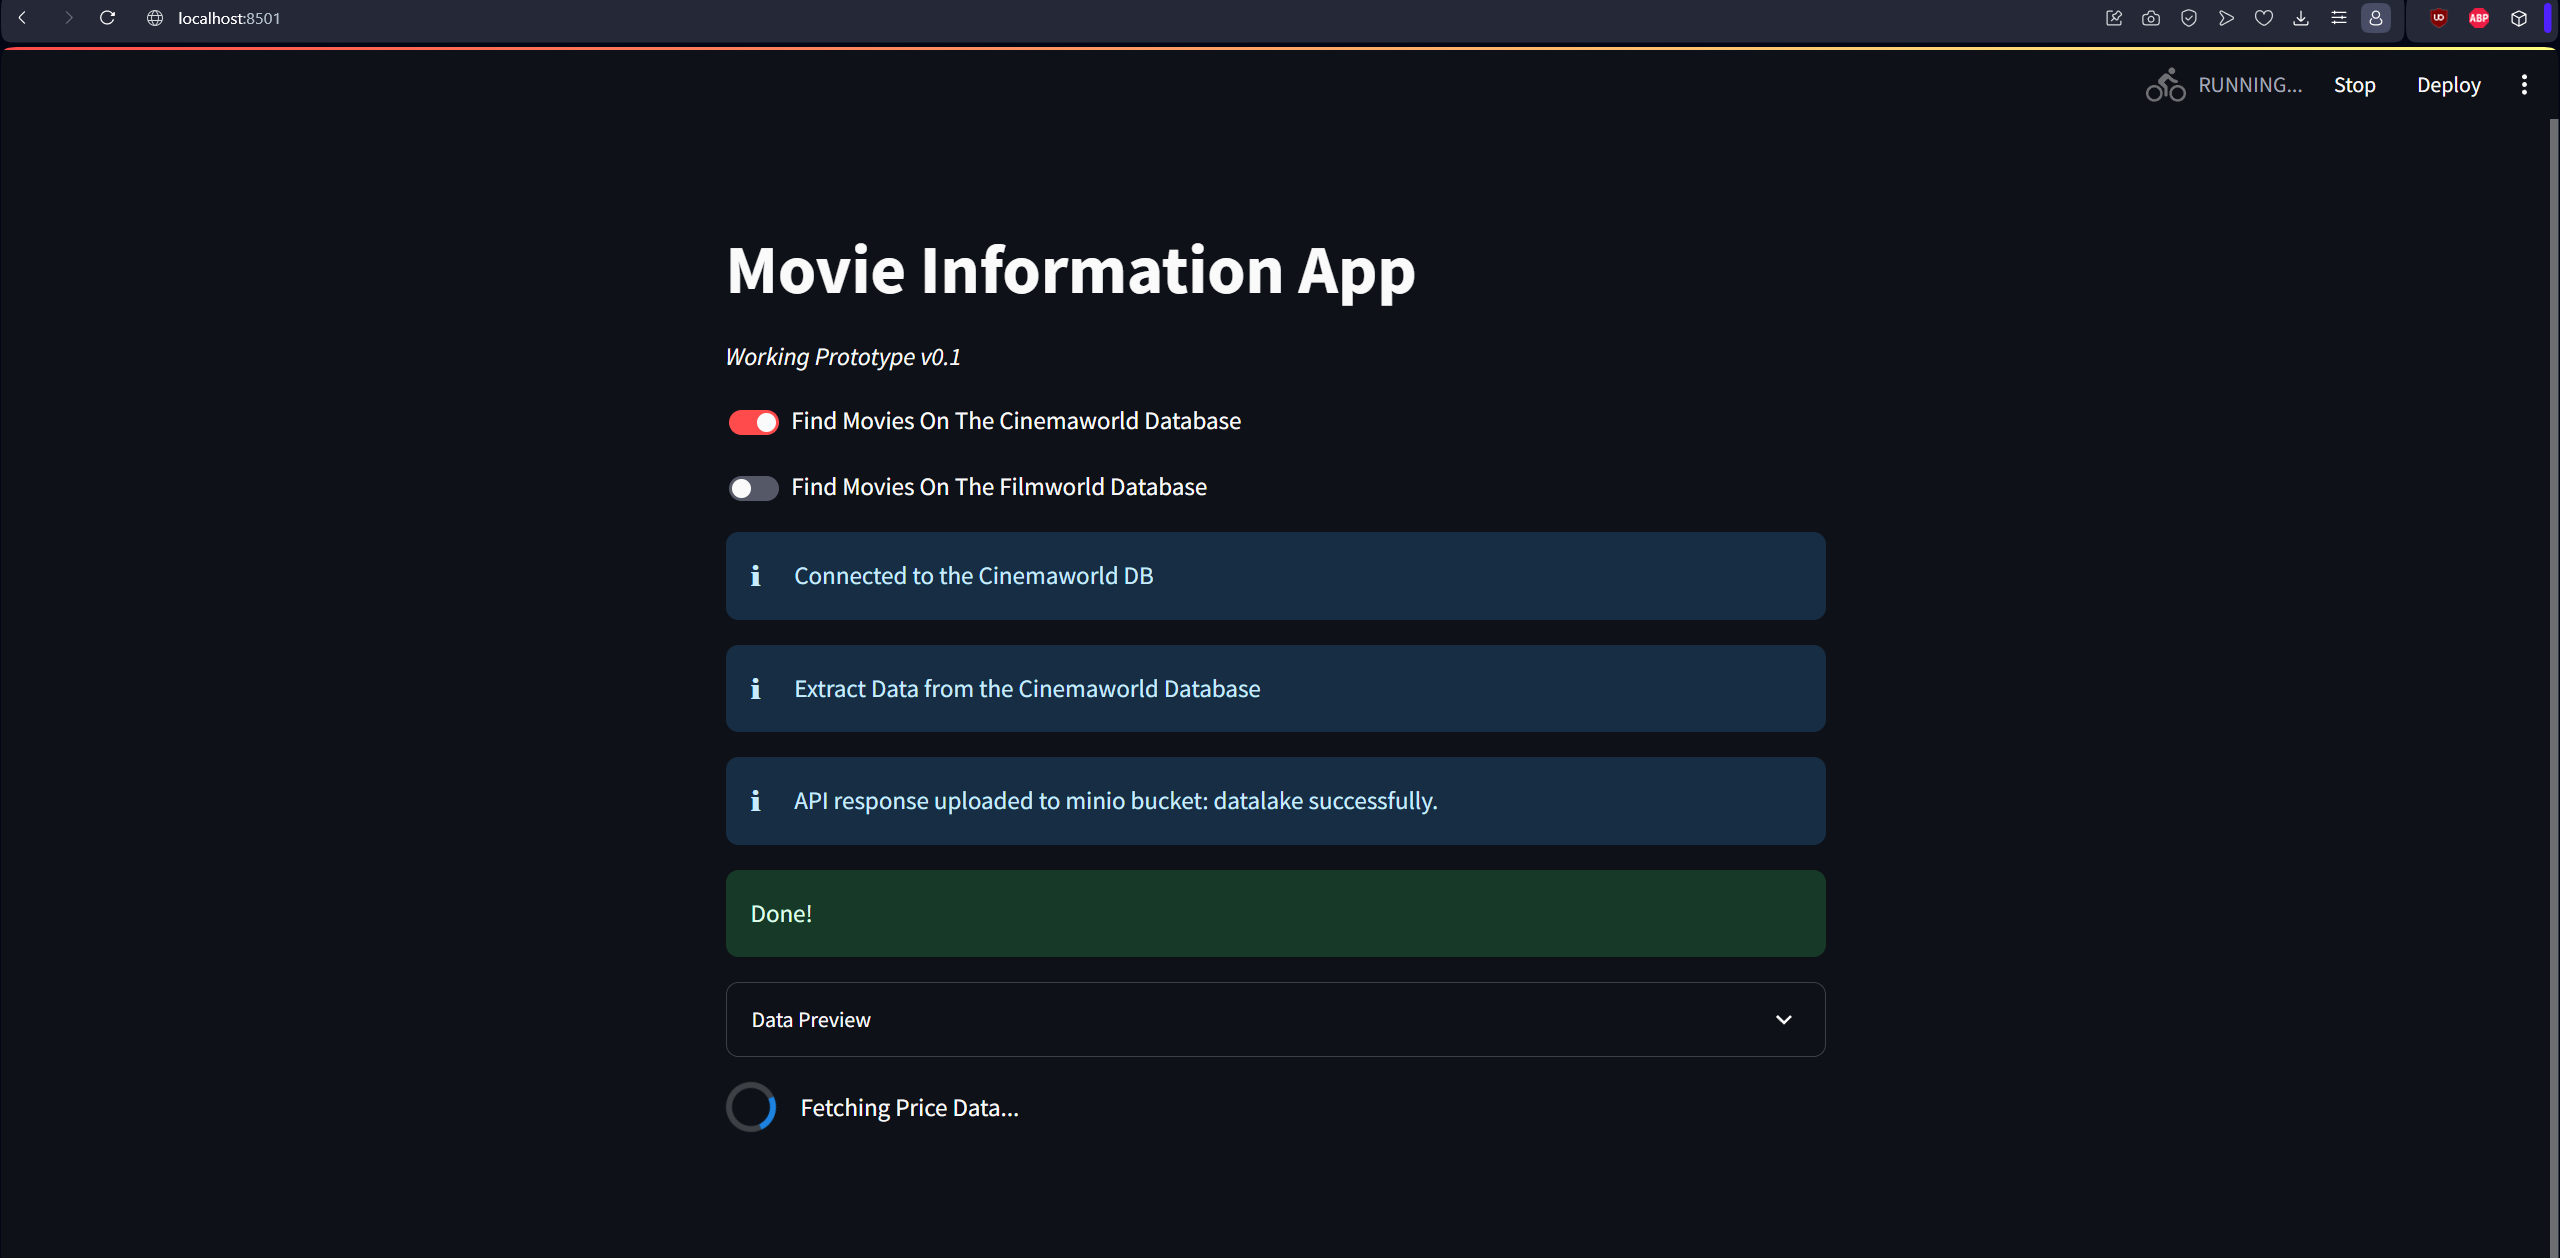 localhost:8501
UO
ABP
RUNNING...
Stop
Deploy
Movie Information App
Working Prototype v0.1
Find Movies On The Cinemaworld Database
Find Movies On The Filmworld Database
Connected to the Cinemaworld DB
Extract Data from the Cinemaworld Database
API response uploaded to minio bucket: datalake successfully.
Done!
Data Preview
Fetching Price Data...